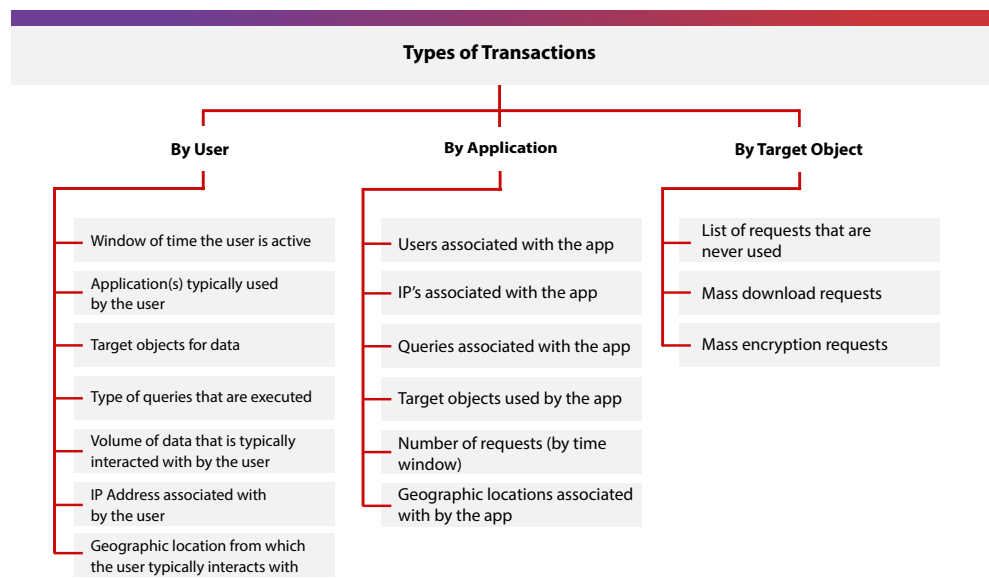 Types of Transactions
By User
Window of time the user is active
Application(s) typically used
by the user
Target objects for data
Type of queries that are executed
Volume of data that is typically
interacted with by the user
IP Address associated with
by the user
Geographic location from which
the user typically interacts with
By Application
Users associated with the app
IP’s associated with the app
Queries associated with the app
Target objects used by the app
Number of requests (by time
window)
Geographic locations associated
with by the app
By Target Object
List of requests that are
never used
Mass download requests
Mass encryption requests